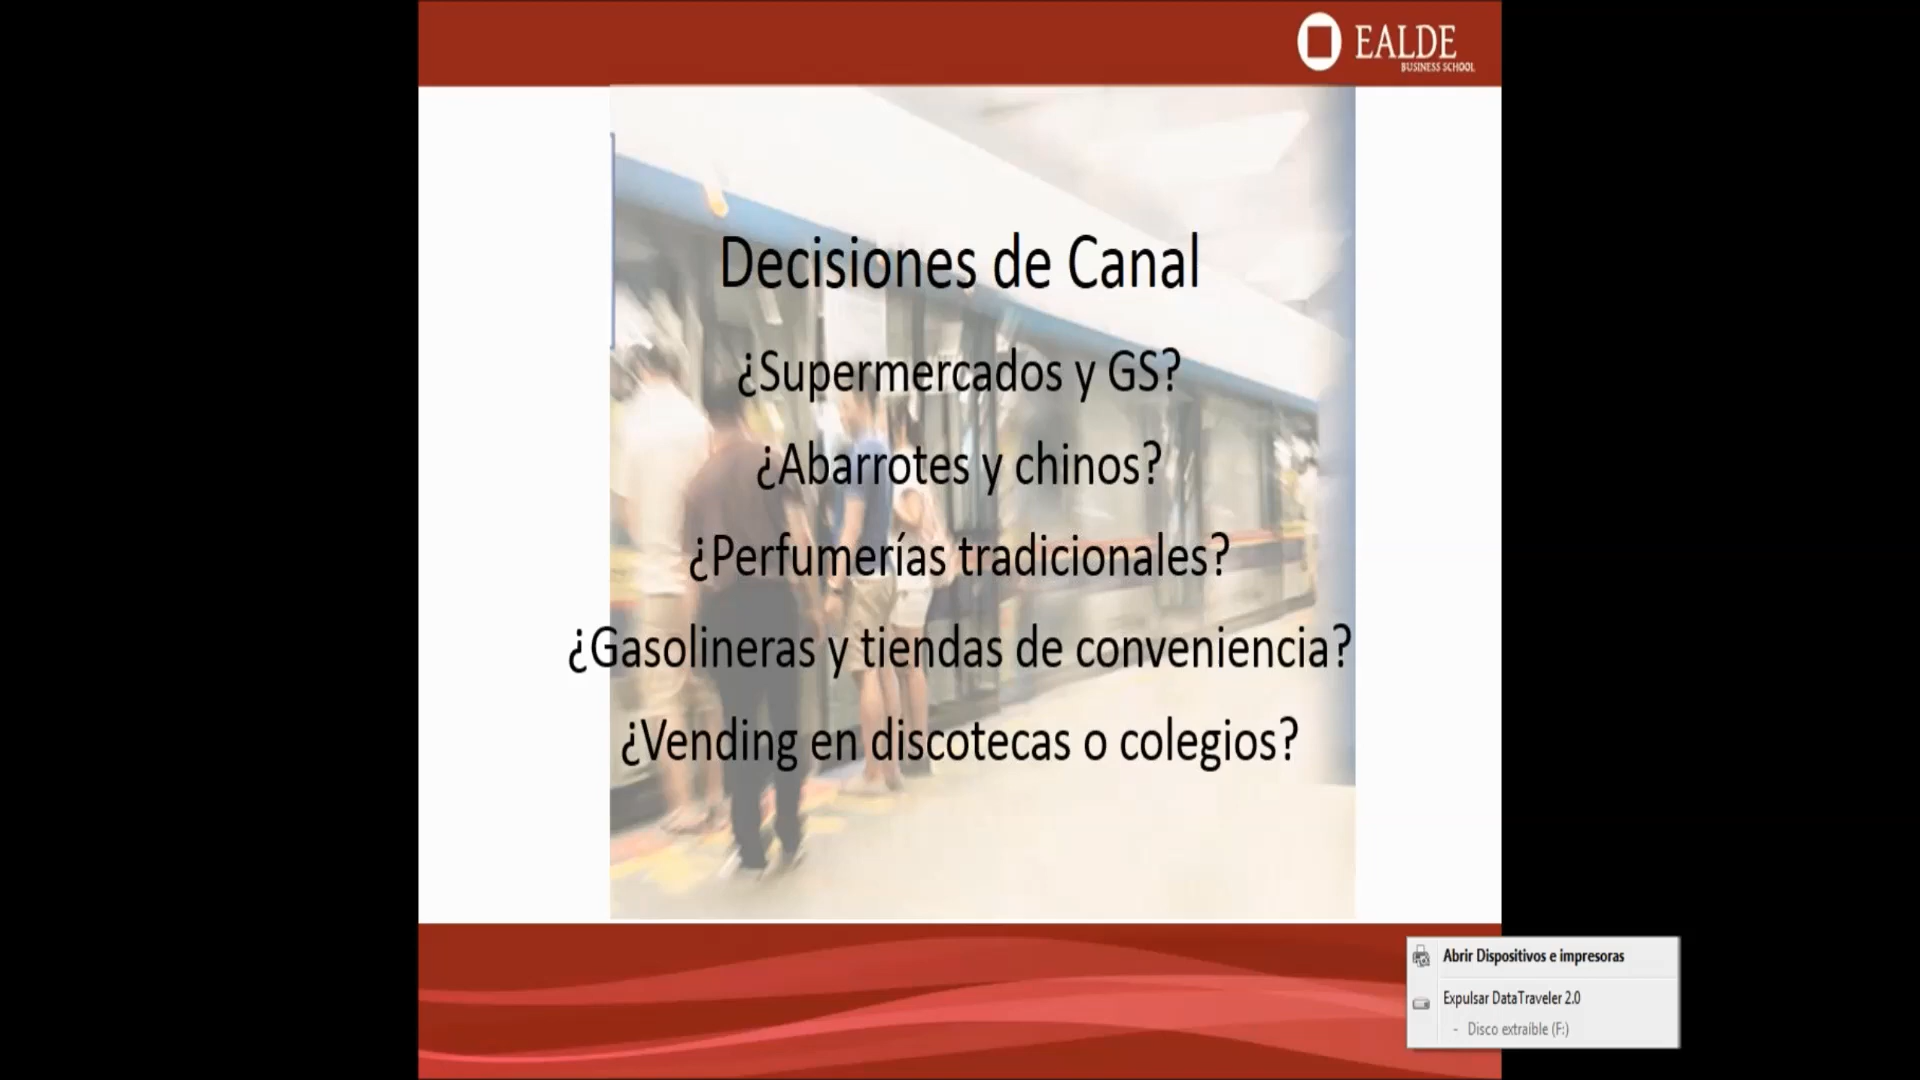 EALDE
BUSINESS SCHOOL
Decisiones de Canal
¿Supermercados y GS?
¿Abarrotes y chinos?
¿Perfumerías tradicionales?
¿Gasolineras y tiendas de conveniencia?
¿Vending en discotecas o colegios?
Abrir Dispositivos e impresoras
Expulsar DataTraveler 2.0
- Disco extraíble (F:)